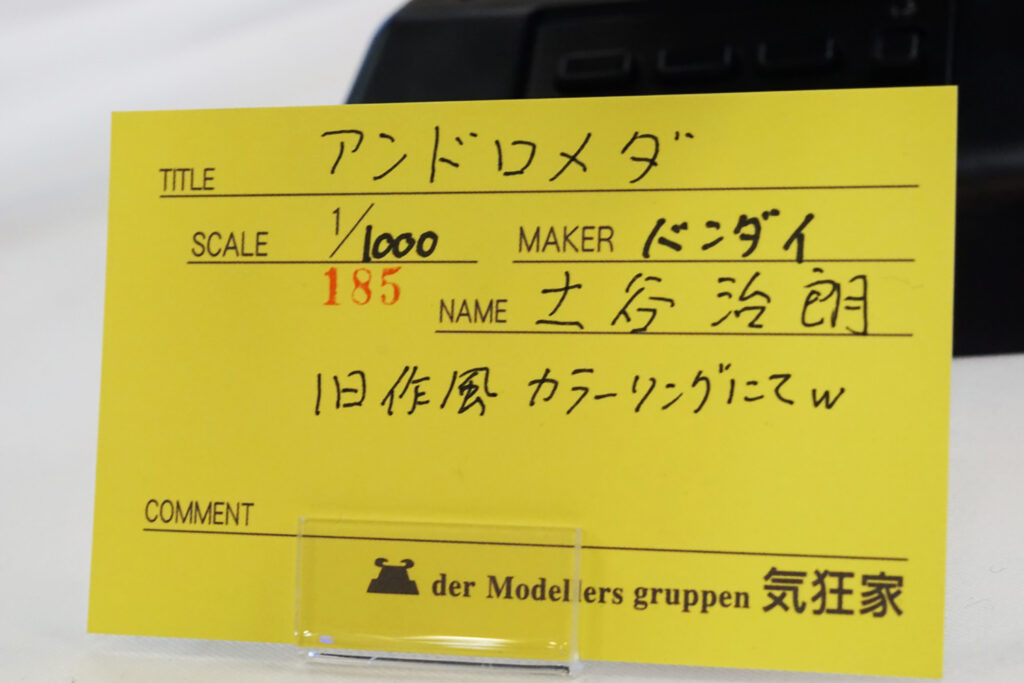 TITLE アンドロメダ
SCALE 1/1000 MAKER バンダイ
185
NAME 土谷 治朗
旧作風 カラーリングにてw
COMMENT
der Modellers gruppen 気狂家